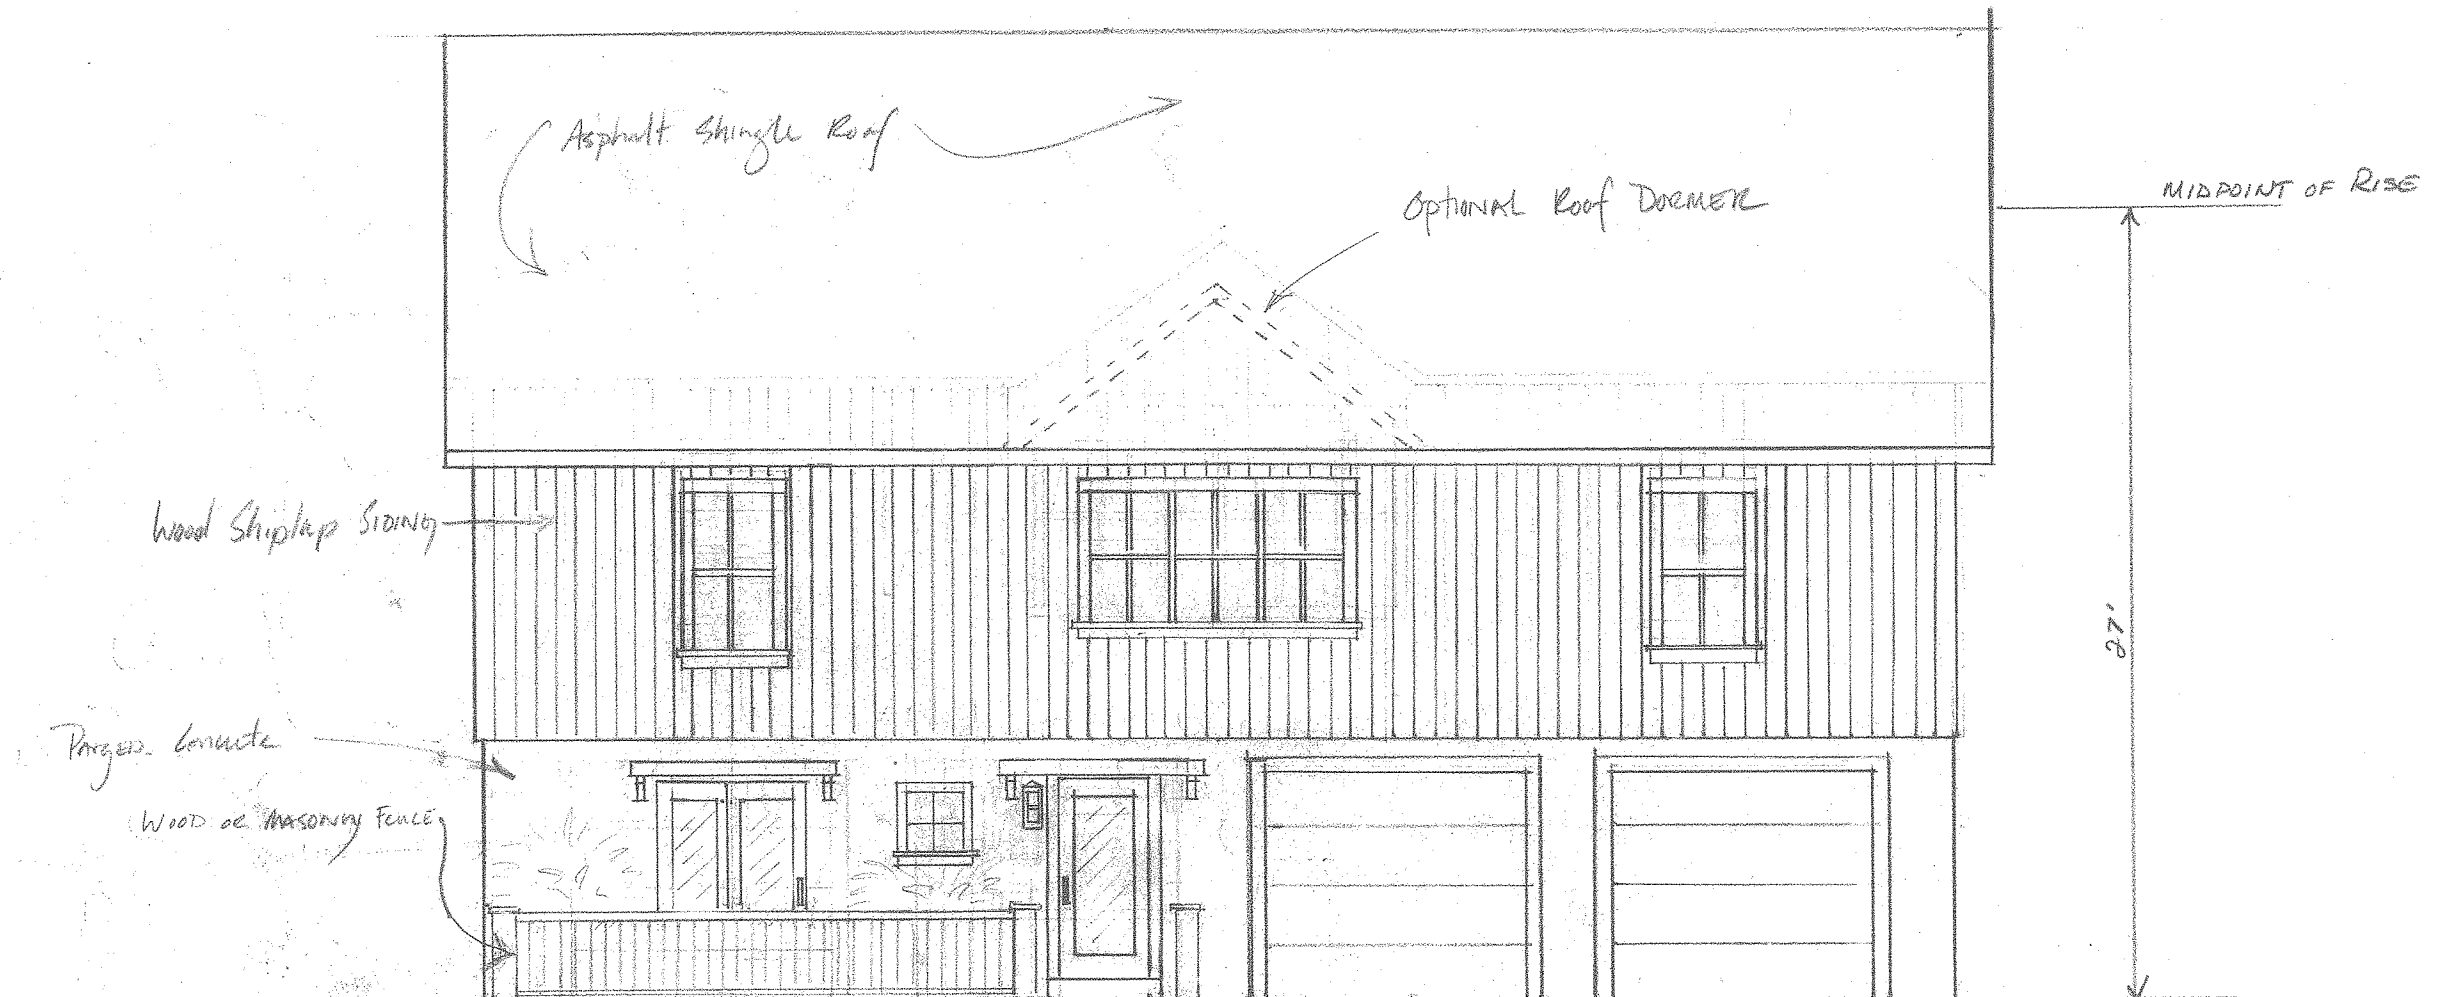 Asphalt Shingle Roof
MIDPOINT OF RISE
OPTIONAL ROOF DORMER
Wood Shiplap SIDING
27'
PARGED CONCRETE
WOOD OR MASONRY FENCE